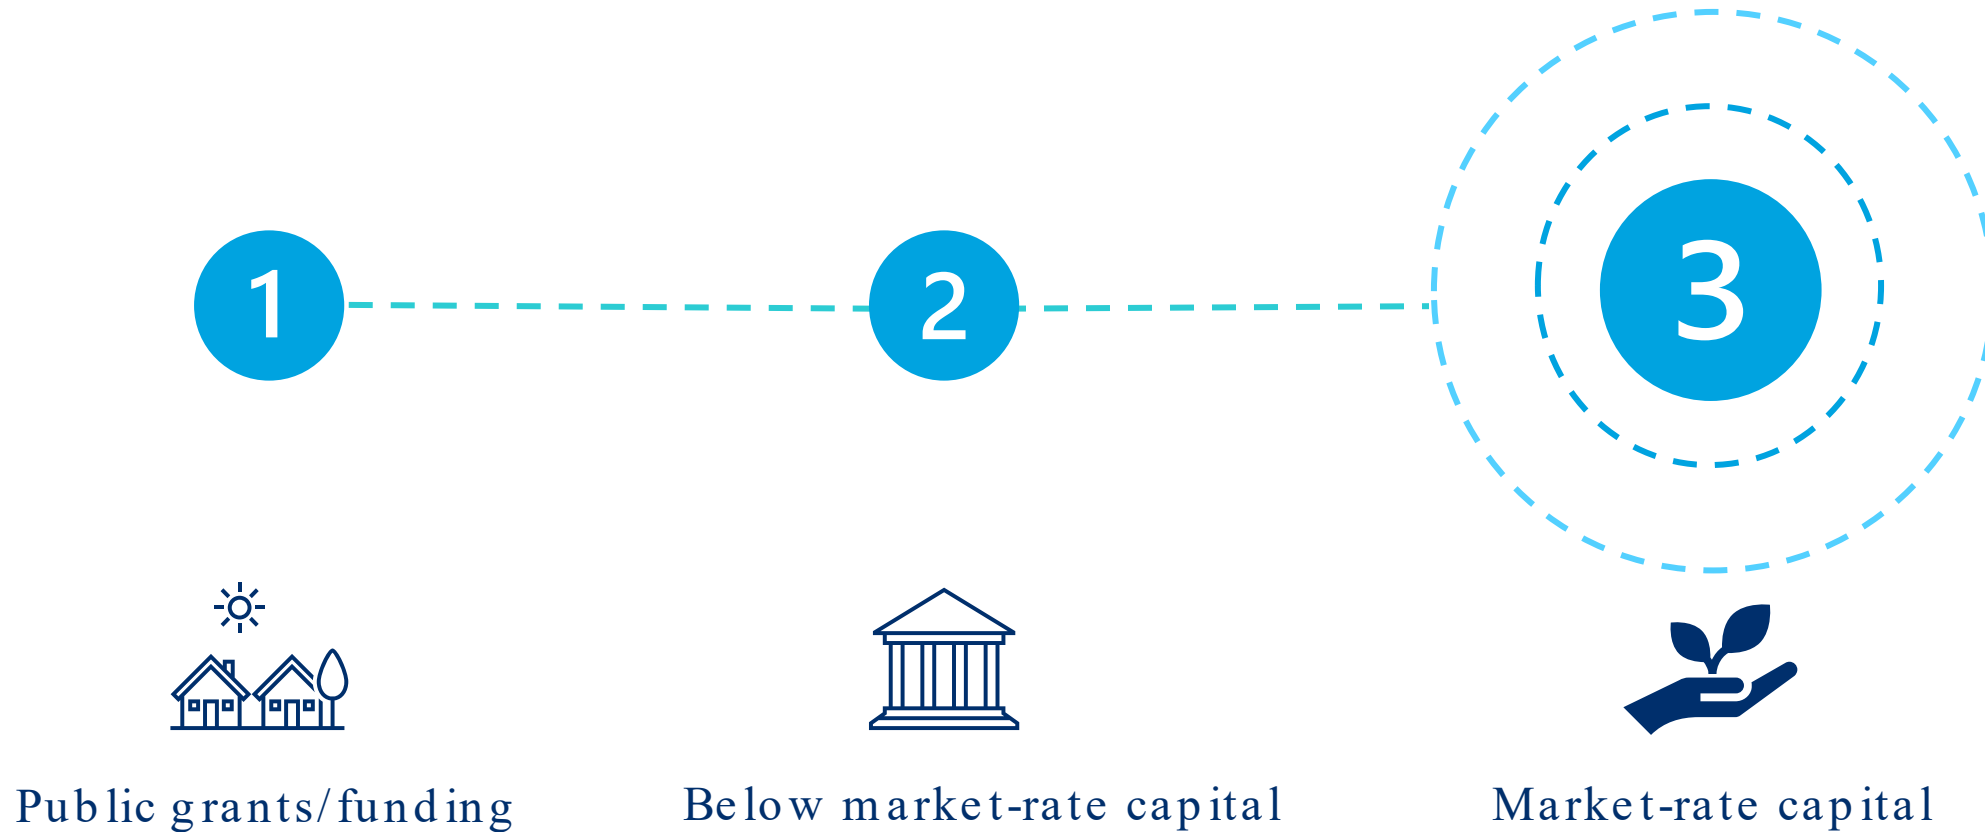 1
2
3
Public grants/funding
Below market-rate capital
Market-rate capital